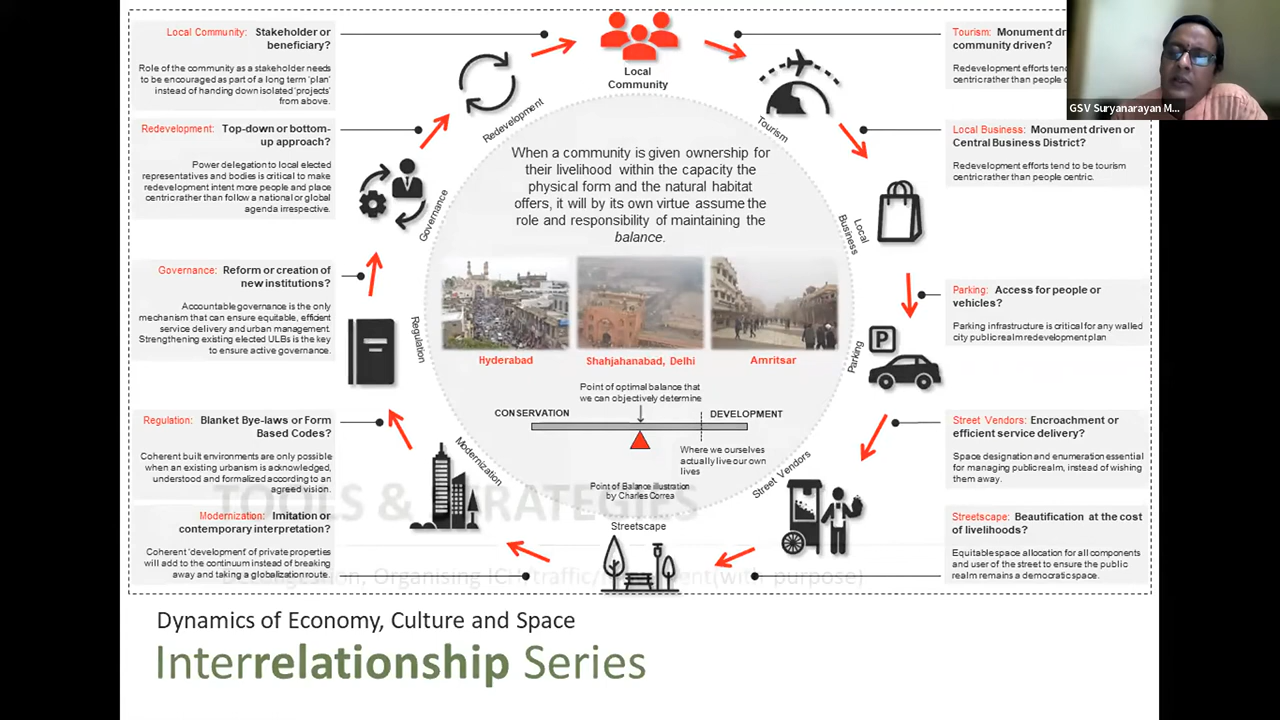 Local Community: Stakeholder or
beneficiary?
Role of the community as a stakeholder needs
to be encouraged as part of a long term 'plan'
instead of handing down isolated 'projects'
from above.
Redevelopment: Top-down or bottom-
up approach?
Power delegation to local elected
representatives and bodies is critical to make
redevelopment intent more people and place
centric rather than follow a national or global
agenda irrespective.
Governance: Reform or creation of
new institutions?
Accountable governance is the only
mechanism that can ensure equitable, efficient
service delivery and urban management.
Strengthening existing elected ULBs is the key
to ensure active governance.
Regulation: Blanket Bye-laws or Form
Based Codes?
Coherent built environments are only possible
when an existing urbanism is acknowledged,
understood and formalized according to an
agreed vision.
Modernization: Imitation or
contemporary interpretation?
Coherent 'development' of private properties
will add to the continuum instead of breaking
away and taking a globalization route.
Local
Community
Tourism
Local
Business
Parking
Street Vendors
Streetscape
Modernization
Regulation
Governance
Redevelopment
P
When a community is given ownership for
their livelihood within the capacity the
physical form and the natural habitat
offers, it will by its own virtue assume the
role and responsibility of maintaining the
balance.
Hyderabad
Shahjahanabad, Delhi
Amritsar
Point of optimal balance that
we can objectively determine
CONSERVATION
DEVELOPMENT
Where we ourselves
actually live our own
lives
Point of Balance illustration
by Charles Correa
TOOLS & STRATEGIES
Organising ICH, traffic/ (with purpose)
Tourism: Monument
community driven?
Redevelopment efforts
centric rather than people
GSV Suryanarayan M...
Local Business: Monument driven or
Central Business District?
Redevelopment efforts tend to be tourism
centric rather than people centric.
Parking: Access for people or
vehicles?
Parking infrastructure is critical for any walled
city public realm redevelopment plan
Street Vendors: Encroachment or
efficient service delivery?
Space designation and enumeration essential
for managing public realm, instead of wishing
them away.
Streetscape: Beautification at the cost
of livelihoods?
Equitable space allocation for all components
and user of the street to ensure the public
realm remains a democratic space.
Dynamics of Economy, Culture and Space
Interrelationship Series